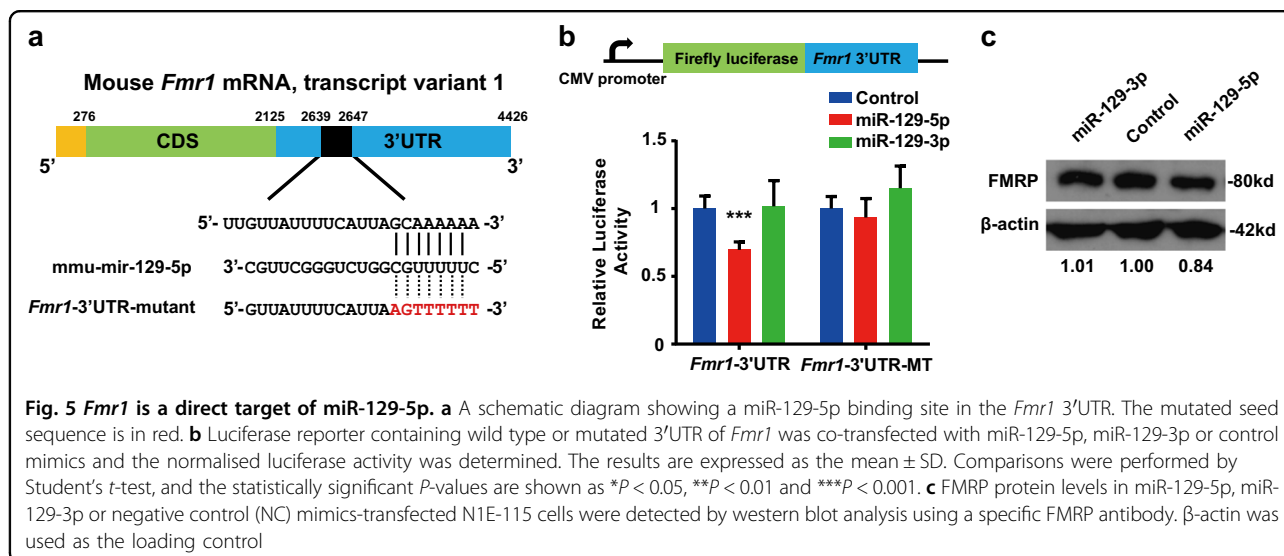 a
Mouse Fmr1 mRNA, transcript variant 1
276 2125 2639 2647 4426
CDS 3'UTR
5' 3'
5'- UUGUUAUUUUCAUUAGCAAAAAA -3'
mmu-mir-129-5p 3'-CGUUCGGGUCUGGCGUUUUUC -5'
Fmr1-3'UTR-mutant 5'-GUUAUUUUCAUUAAGTTTTTT -3'
b
Firefly luciferase Fmr1 3'UTR
CMV promoter
Control
miR-129-5p
miR-129-3p
Relative Luciferase
Activity
1.5
1
0.5
0
***
Fmr1-3'UTR Fmr1-3'UTR-MT
c
miR-129-3p Control miR-129-5p
FMRP -80kd
β-actin -42kd
1.01 1.00 0.84
Fig. 5 Fmr1 is a direct target of miR-129-5p. a A schematic diagram showing a miR-129-5p binding site in the Fmr1 3′UTR. The mutated seed
sequence is in red. b Luciferase reporter containing wild type or mutated 3′UTR of Fmr1 was co-transfected with miR-129-5p, miR-129-3p or control
mimics and the normalised luciferase activity was determined. The results are expressed as the mean ± SD. Comparisons were performed by
Student's t-test, and the statistically significant P-values are shown as *P < 0.05, **P < 0.01 and ***P < 0.001. c FMRP protein levels in miR-129-5p, miR-
129-3p or negative control (NC) mimics-transfected N1E-115 cells were detected by western blot analysis using a specific FMRP antibody. β-actin was
used as the loading control